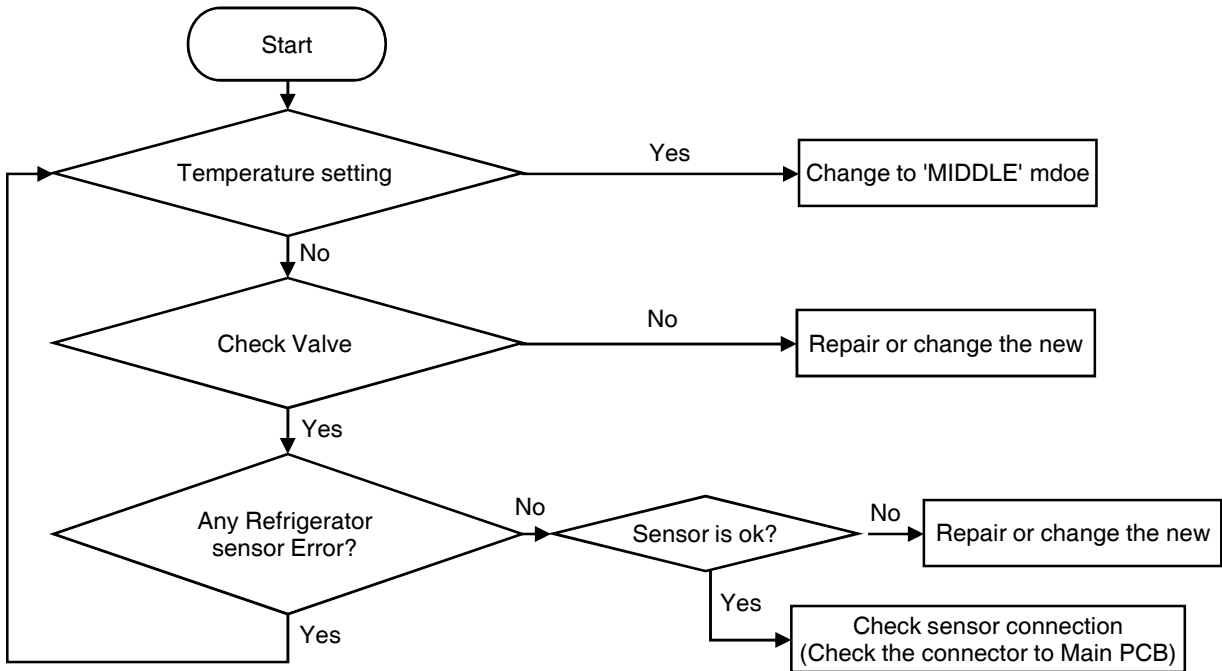 Start
Temperature setting
Yes
Change to 'MIDDLE' mdoe
No
Check Valve
No
Repair or change the new
Yes
Any Refrigerator
sensor Error?
No
Sensor is ok?
No
Repair or change the new
Yes
Yes
Check sensor connection
(Check the connector to Main PCB)